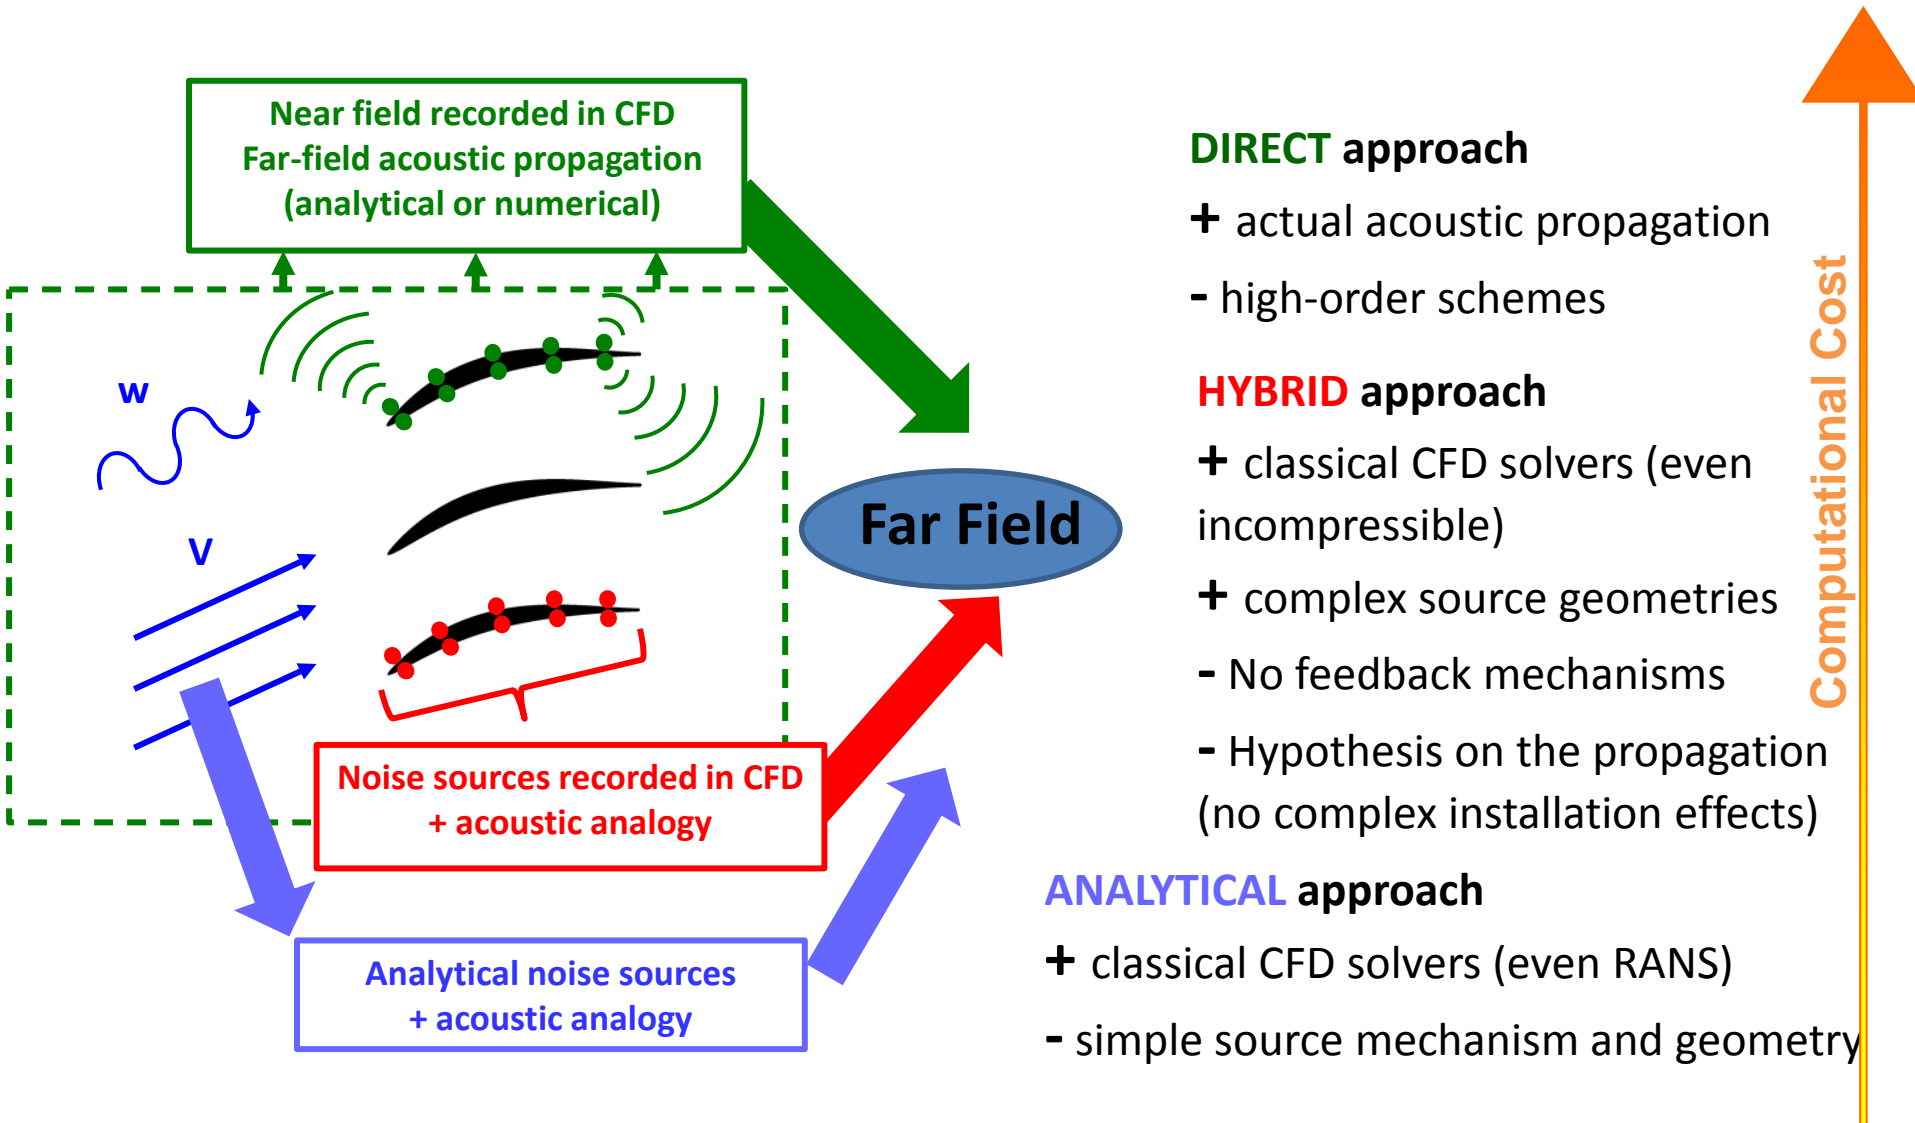 Near field recorded in CFD
Far-field acoustic propagation
(analytical or numerical)
w
V
Far Field
Noise sources recorded in CFD
+ acoustic analogy
Analytical noise sources
+ acoustic analogy
DIRECT approach
+ actual acoustic propagation
- high-order schemes
HYBRID approach
+ classical CFD solvers (even
incompressible)
+ complex source geometries
- No feedback mechanisms
- Hypothesis on the propagation
(no complex installation effects)
ANALYTICAL approach
+ classical CFD solvers (even RANS)
- simple source mechanism and geometry
Computational Cost